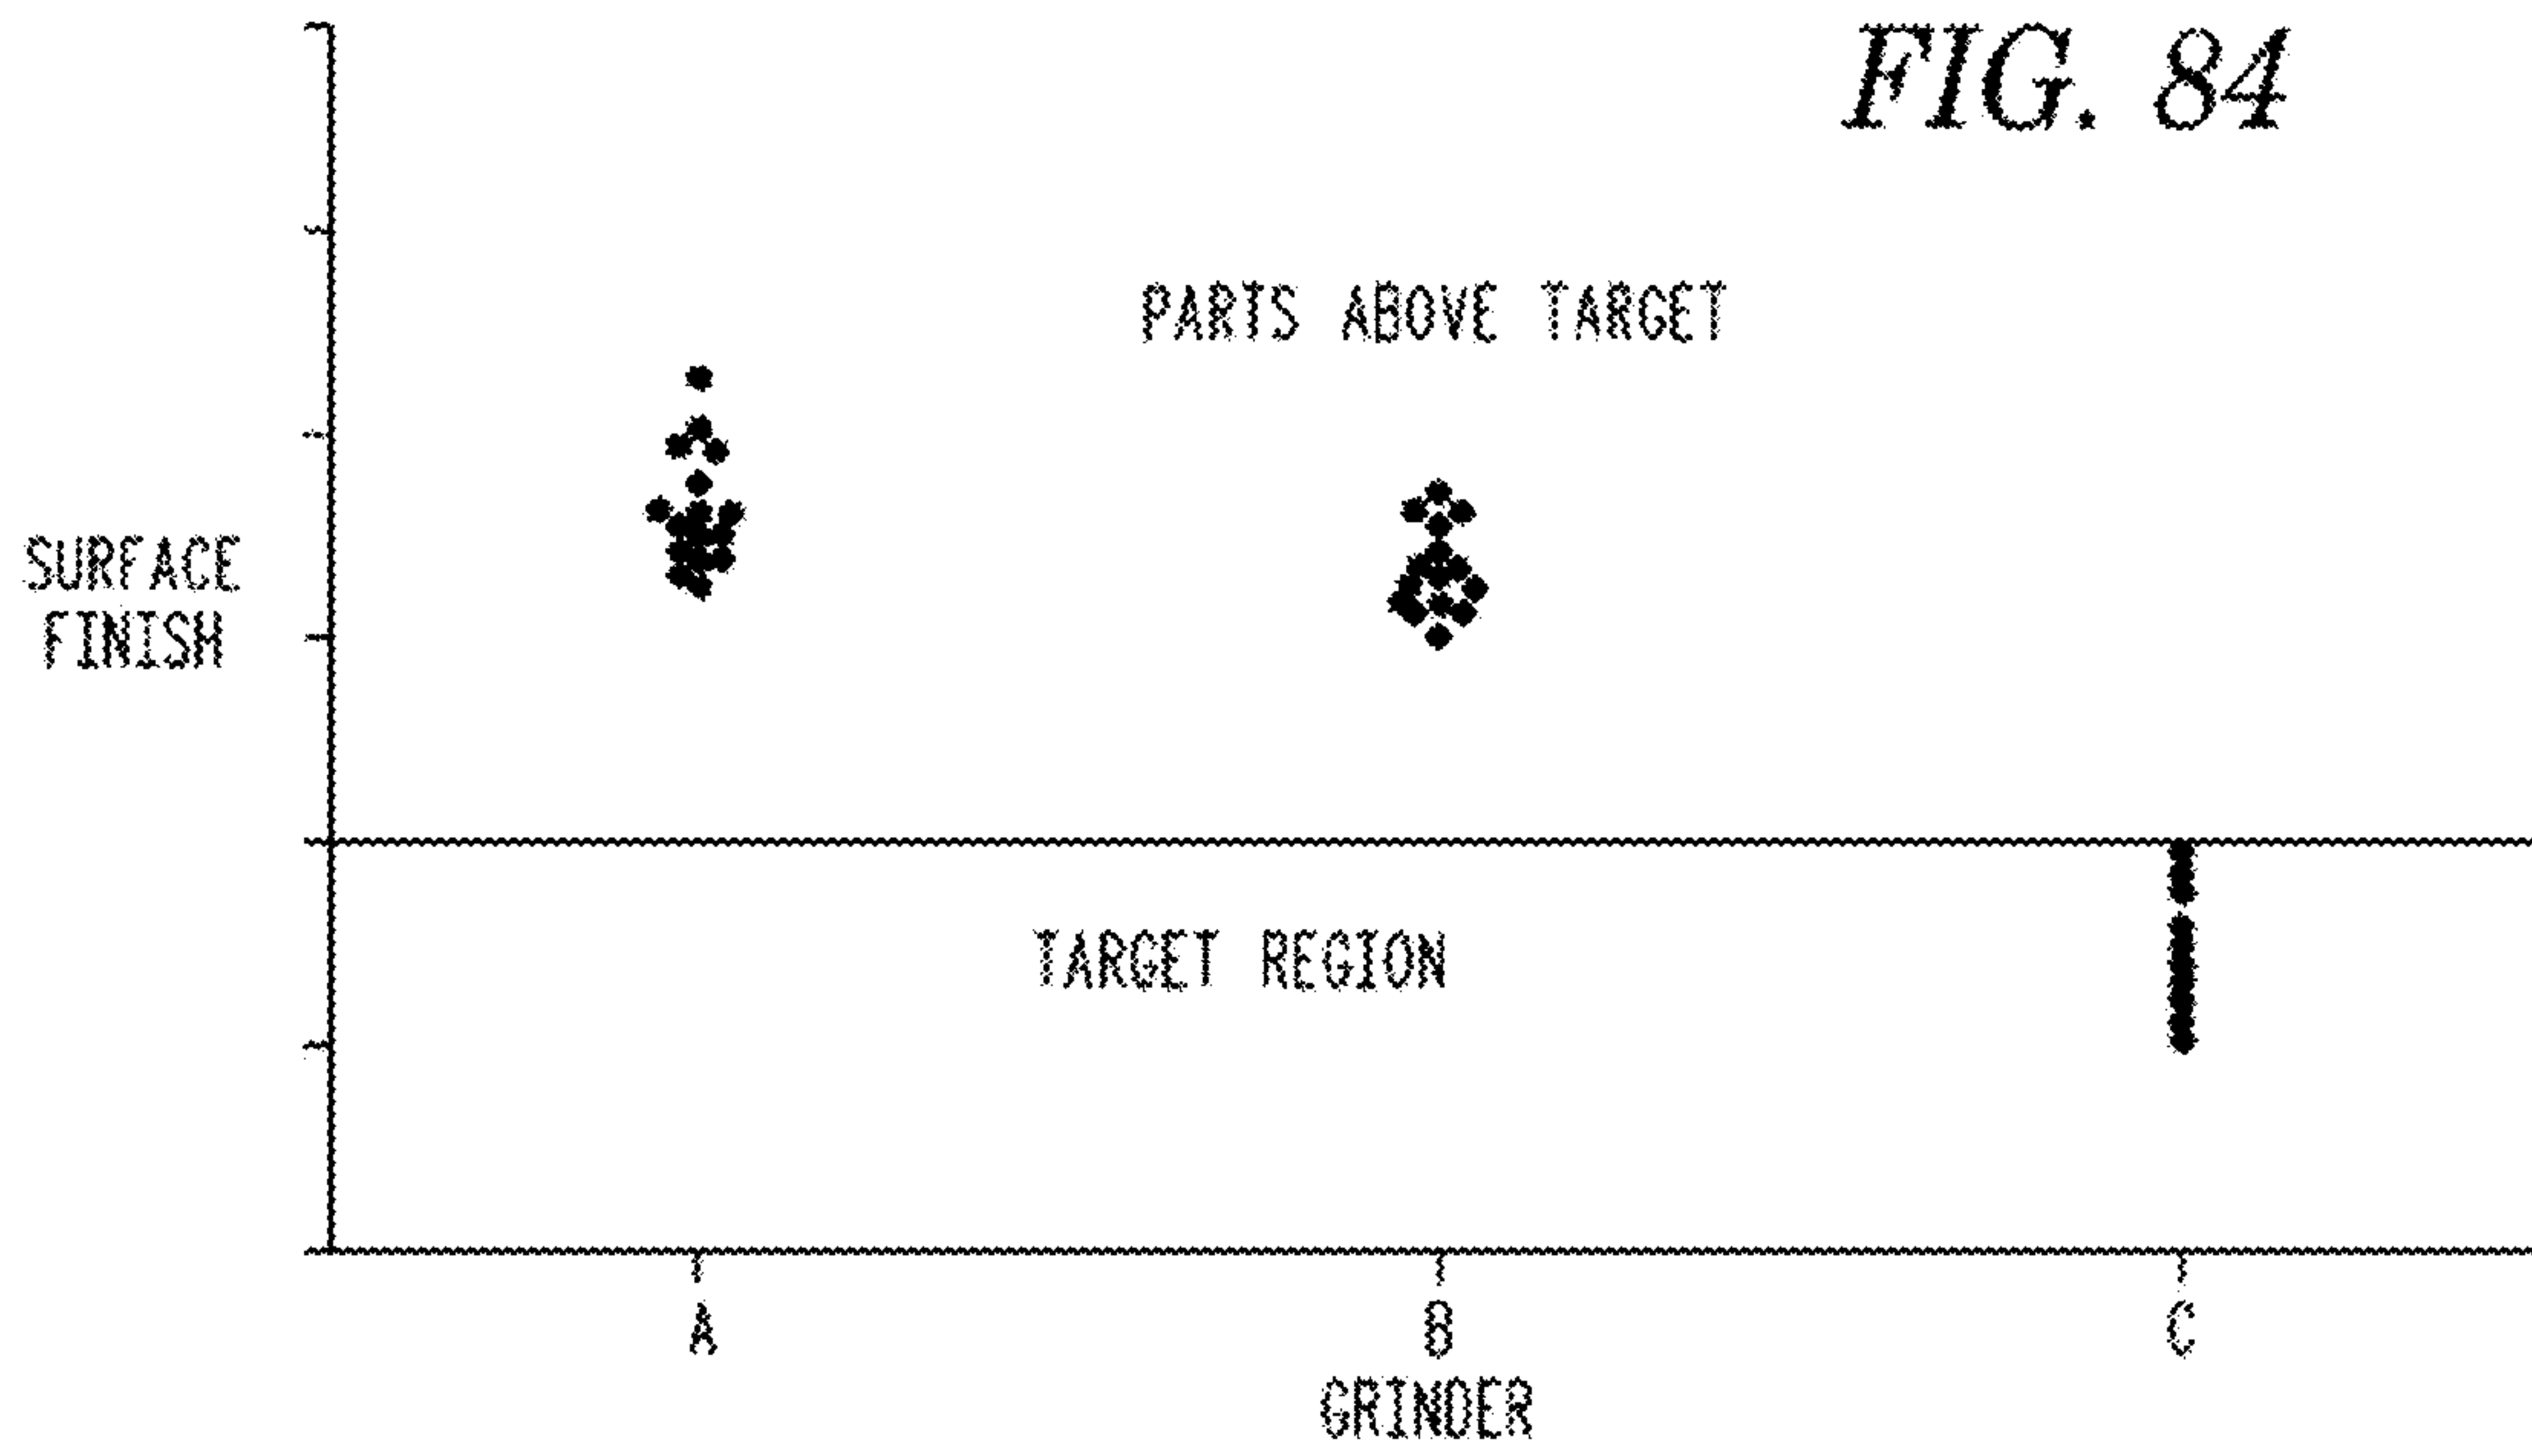 FIG. 84
PARTS ABOVE TARGET
SURFACE
FINISH
TARGET REGION
A
B
C
GRINDER